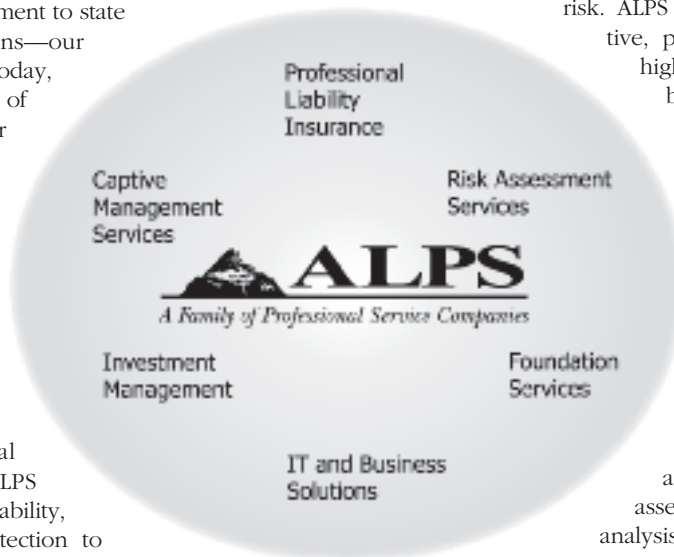 ment to state
ns—our
oday,
of
r
risk. ALPS
tive, p
high
b
Professional
Liability
Insurance
Captive
Management
Services
Risk Assessment
Services
ALPS
A Family of Professional Service Companies
Investment
Management
Foundation
Services
IT and Business
Solutions
al
LPS
ability,
tection to
a
asse
analysis